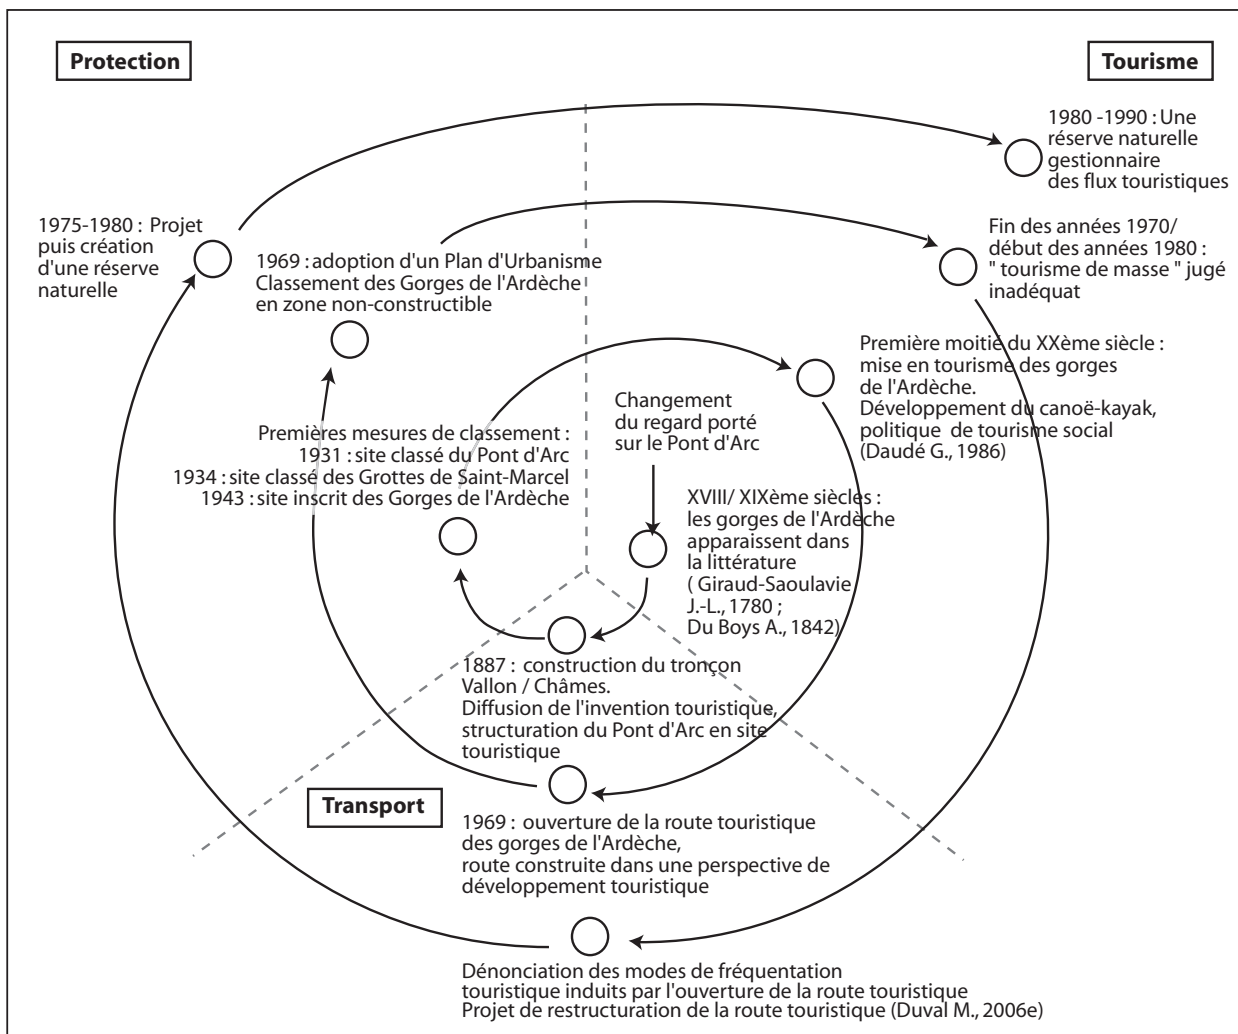 Protection
Tourisme
1980 -1990 : Une
réserve naturelle
gestionnaire
des flux touristiques
1975-1980 : Projet
puis création
d'une réserve
naturelle
1969 : adoption d'un Plan d'Urbanisme
Classement des Gorges de l'Ardèche
en zone non-constructible
Fin des années 1970/
début des années 1980 :
" tourisme de masse " jugé
inadéquat
Première moitié du XXème siècle :
mise en tourisme des gorges
de l'Ardèche.
Développement du canoë-kayak,
politique de tourisme social
(Daudé G., 1986)
Changement
du regard porté
sur le Pont d'Arc
Premières mesures de classement :
1931 : site classé du Pont d'Arc
1934 : site classé des Grottes de Saint-Marcel
1943 : site inscrit des Gorges de l'Ardèche
XVIII/ XIXème siècles :
les gorges de l'Ardèche
apparaissent dans
la littérature
( Giraud-Saoulavie
J.-L., 1780 ;
Du Boys A., 1842)
1887 : construction du tronçon
Vallon / Châmes.
Diffusion de l'invention touristique,
structuration du Pont d'Arc en site
touristique
Transport
1969 : ouverture de la route touristique
des gorges de l'Ardèche,
route construite dans une perspective de
développement touristique
Dénonciation des modes de fréquentation
touristique induits par l'ouverture de la route touristique
Projet de restructuration de la route touristique (Duval M., 2006e)